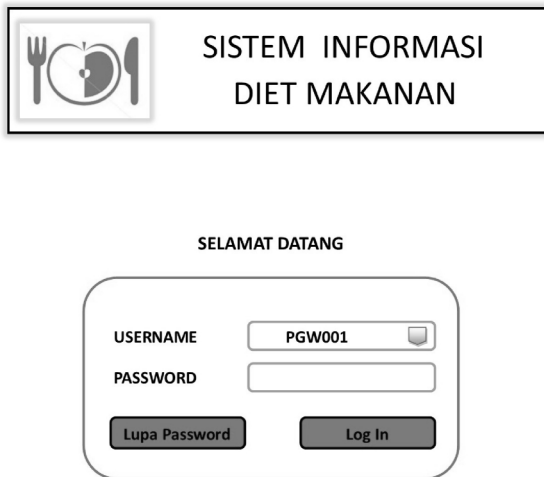 SISTEM INFORMASI
DIET MAKANAN
SELAMAT DATANG
USERNAME PGW001
PASSWORD
Lupa Password Log In